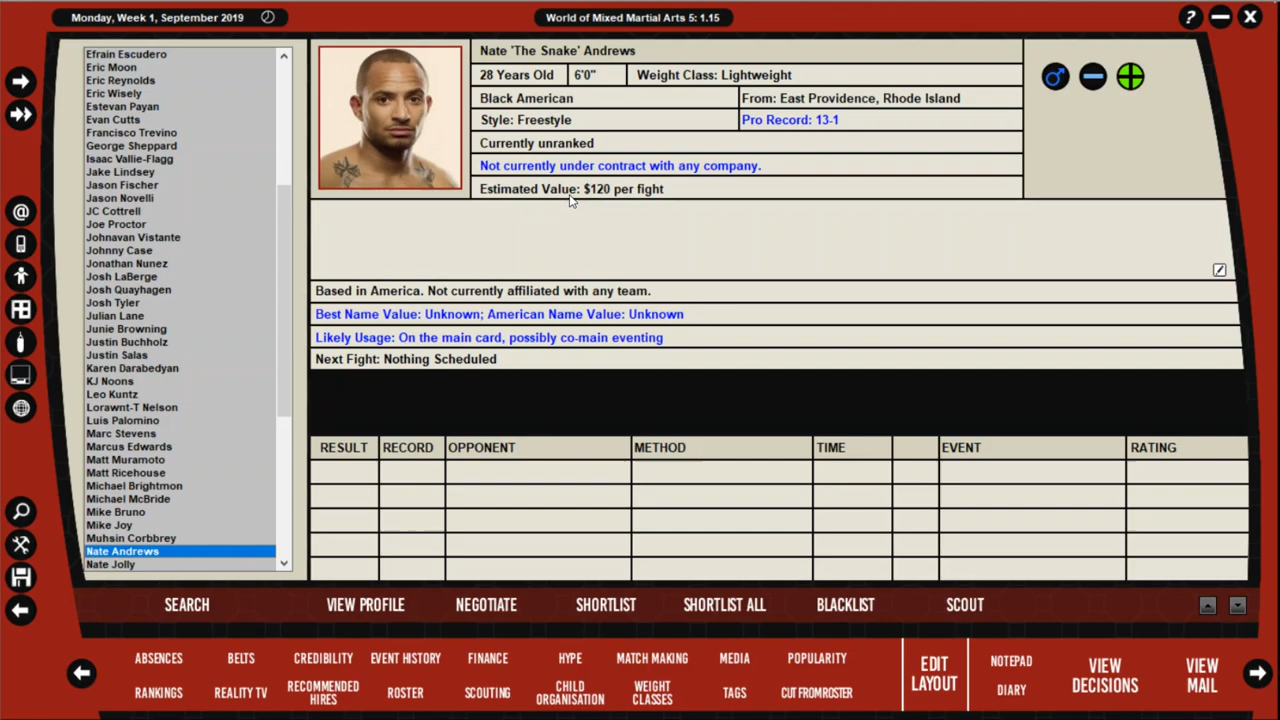 Monday, Week 1, September 2019
World of Mixed Martial Arts 5: 1.15
?
Efrain Escudero
Eric Moon
Eric Reynolds
Eric Wisely
Estevan Payan
Evan Cutts
Francisco Trevino
George Sheppard
Isaac Vallie-Flagg
Jake Lindsey
Jason Fischer
Jason Novelli
JC Cottrell
Joe Proctor
Johnavan Vistante
Johnny Case
Jonathan Nunez
Josh LaBerge
Josh Quayhagen
Josh Tyler
Julian Lane
Junie Browning
Justin Buchholz
Justin Salas
Karen Darabedyan
KJ Noons
Leo Kuntz
Lorawnt-T Nelson
Luis Palomino
Marc Stevens
Marcus Edwards
Matt Muramoto
Matt Ricehouse
Michael Brightmon
Michael McBride
Mike Bruno
Mike Joy
Muhsin Corbbrey
Nate Andrews
Nate Jolly
Nate 'The Snake' Andrews
28 Years Old 6'0" Weight Class: Lightweight
Black American From: East Providence, Rhode Island
Style: Freestyle Pro Record: 13-1
Currently unranked
Not currently under contract with any company.
Estimated Value: $120 per fight
Based in America. Not currently affiliated with any team.
Best Name Value: Unknown; American Name Value: Unknown
Likely Usage: On the main card, possibly co-main eventing
Next Fight: Nothing Scheduled
RESULT RECORD OPPONENT METHOD TIME EVENT RATING
SEARCH VIEW PROFILE NEGOTIATE SHORTLIST SHORTLIST ALL BLACKLIST SCOUT
ABSENCES BELTS CREDIBILITY EVENT HISTORY FINANCE HYPE MATCH MAKING MEDIA POPULARITY
RANKINGS REALITY TV RECOMMENDED HIRES ROSTER SCOUTING CHILD ORGANISATION WEIGHT CLASSES TAGS CUT FROM ROSTER
EDIT LAYOUT
NOTEPAD
DIARY
VIEW DECISIONS
VIEW MAIL